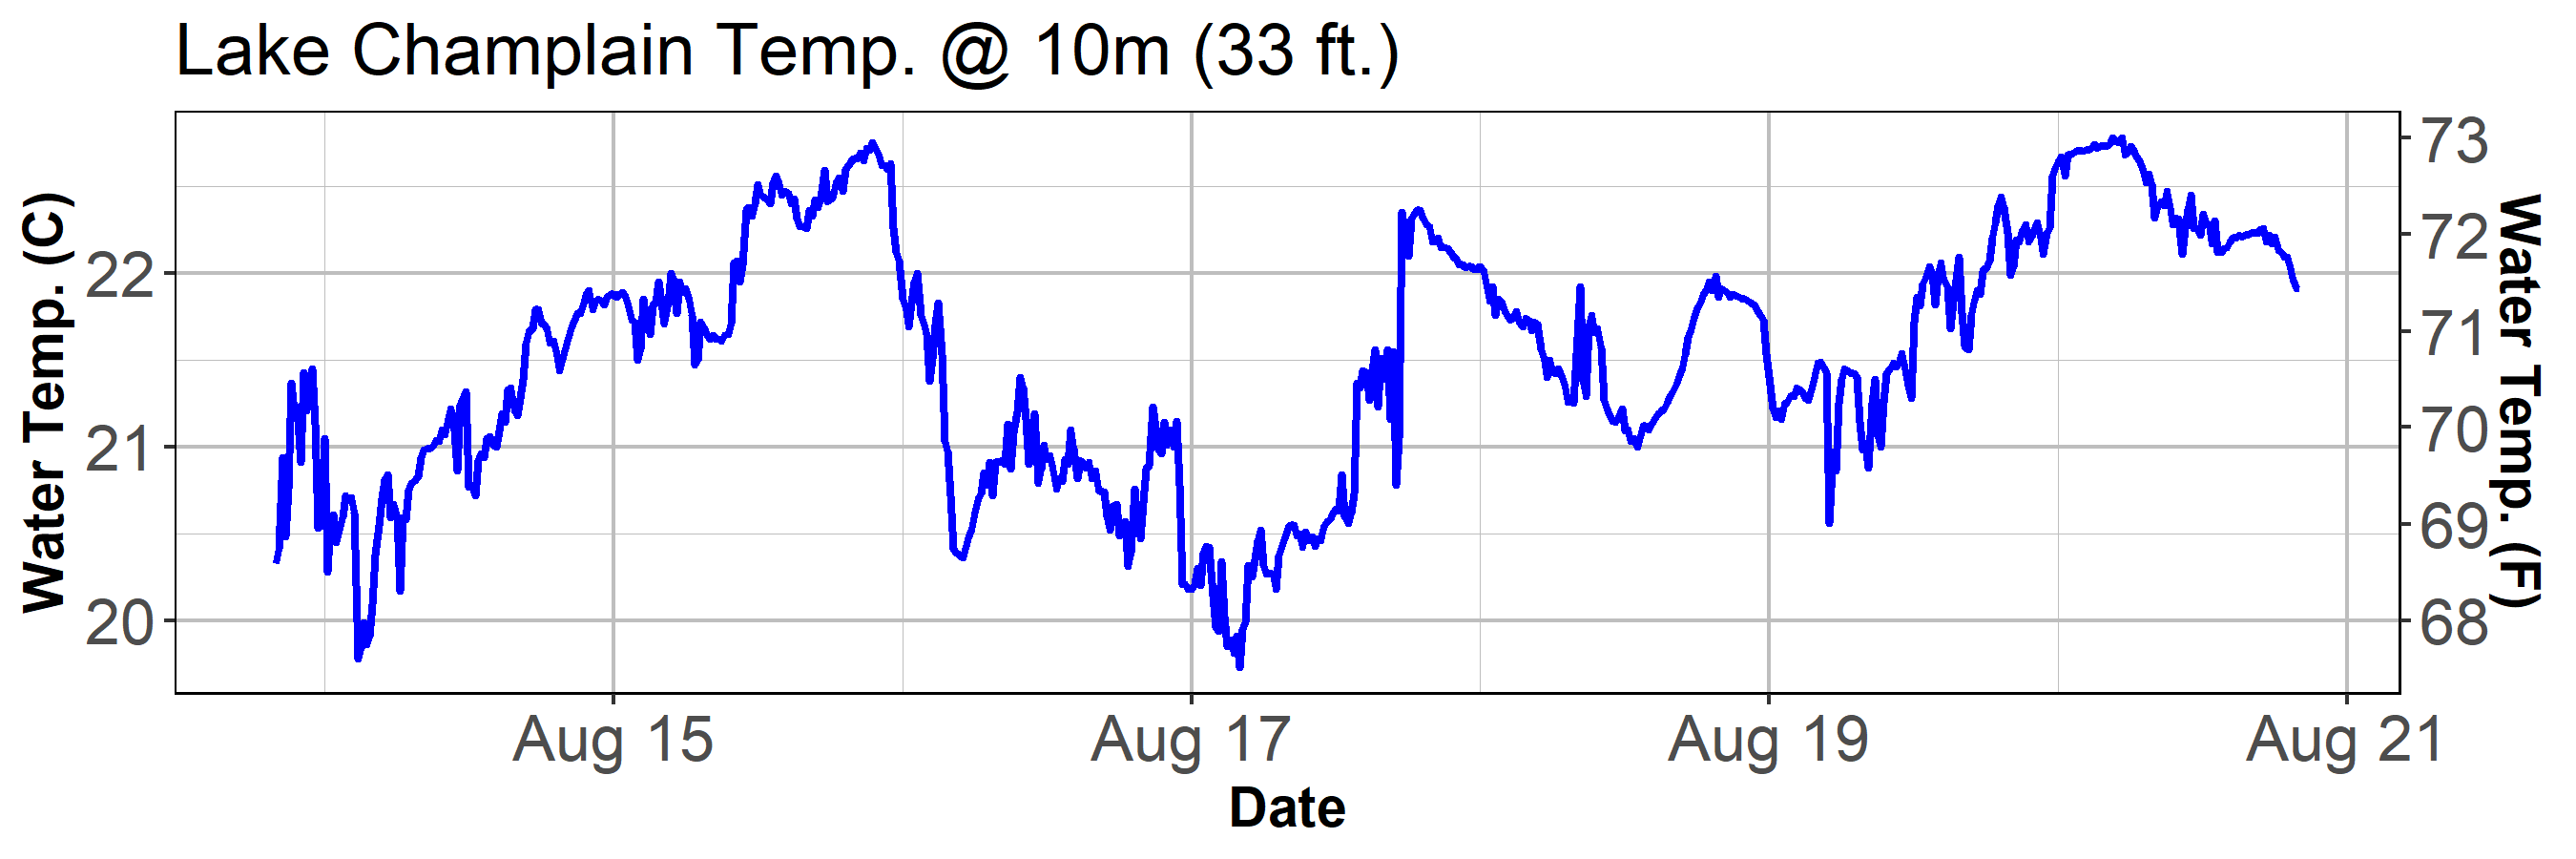 Lake Champlain Temp. @ 10m (33 ft.)
Water Temp. (C)
22
21
20
73
72
71
70
69
68
Water Temp. (F)
Aug 15
Aug 17
Aug 19
Aug 21
Date